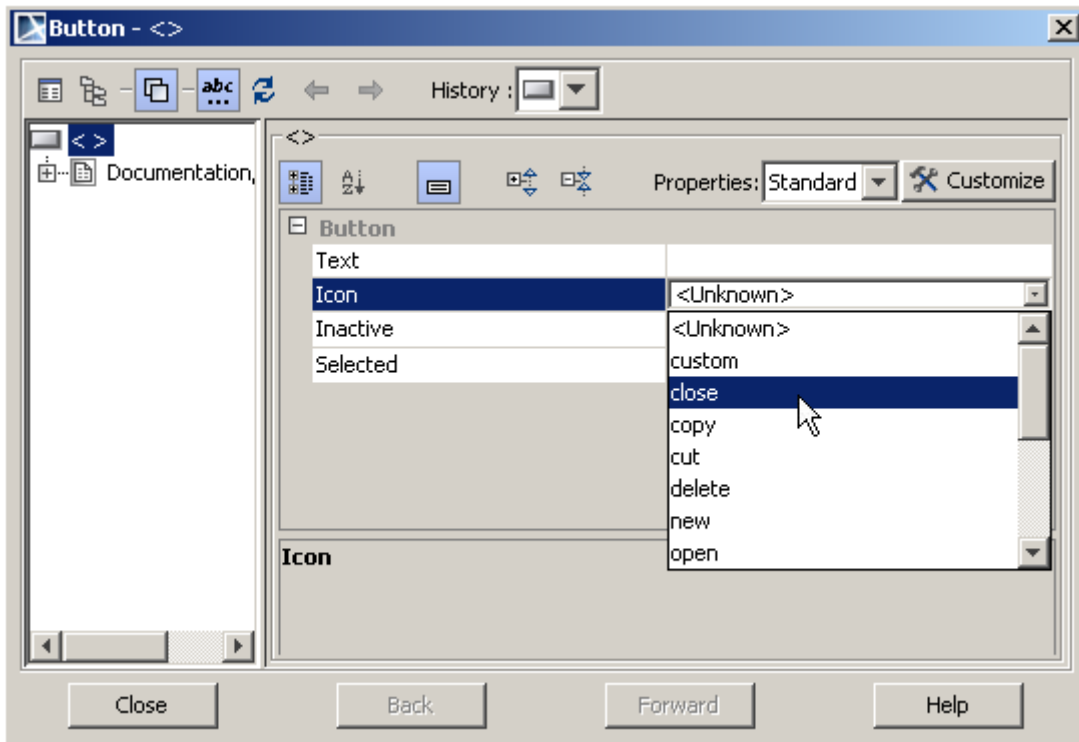 Button - <>
abc
History :
< >
Documentation,
<>
A
Z
Properties: Standard
Customize
Button
Text
Icon <Unknown>
Inactive
Selected
<Unknown>
custom
close
copy
cut
delete
new
open
Icon
Close
Back
Forward
Help